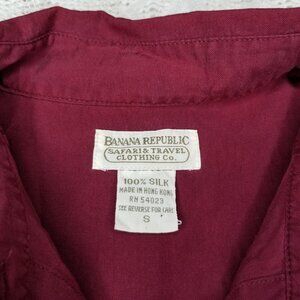 BANANA REPUBLIC
SAFARI & TRAVEL
CLOTHING CO.
100% SILK
MADE IN HONG KONG
RN 54023
SEE REVERSE FOR CARE
S